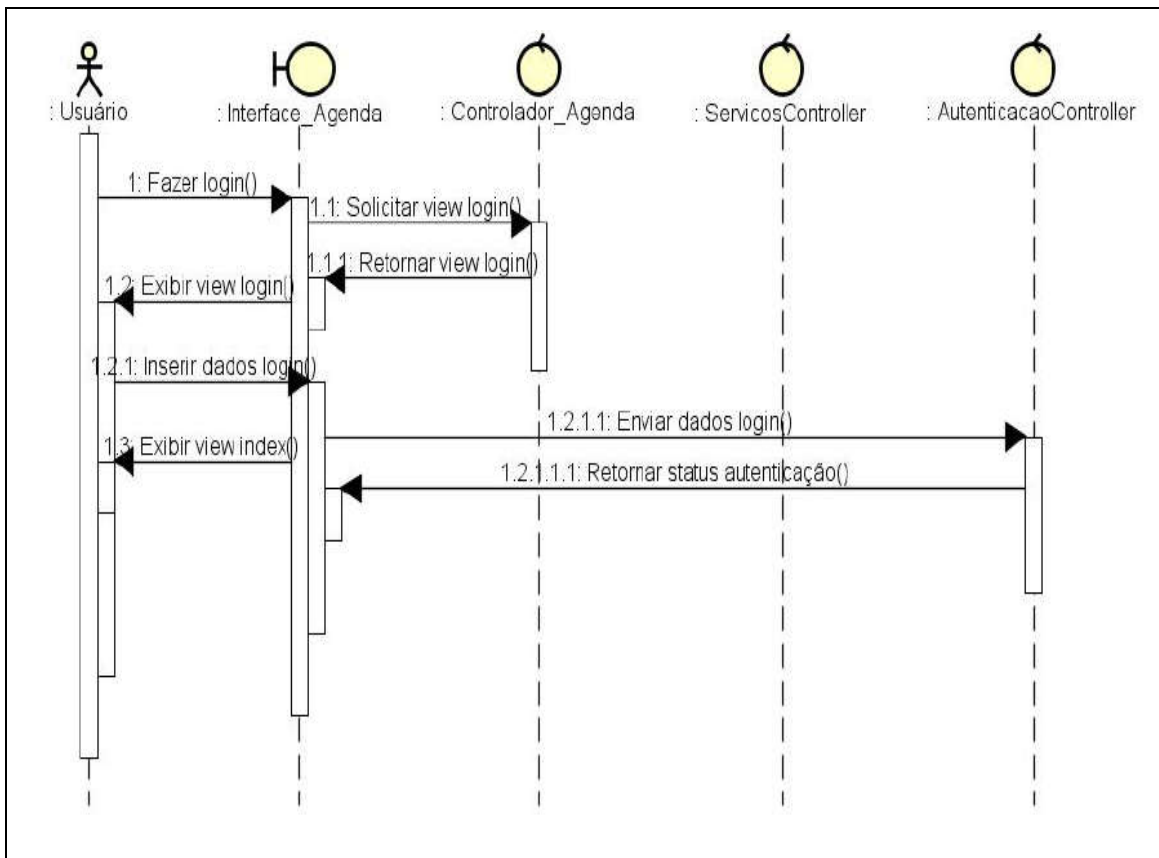 : Usuário
: Interface_Agenda
: Controlador_Agenda
: ServicosController
: AutenticacaoController
1: Fazer login()
1.1: Solicitar view login()
1.1.1: Retornar view login()
1.2: Exibir view login()
1.2.1: Inserir dados login()
1.2.1.1: Enviar dados login()
1.3: Exibir view index()
1.2.1.1.1: Retornar status autenticação()